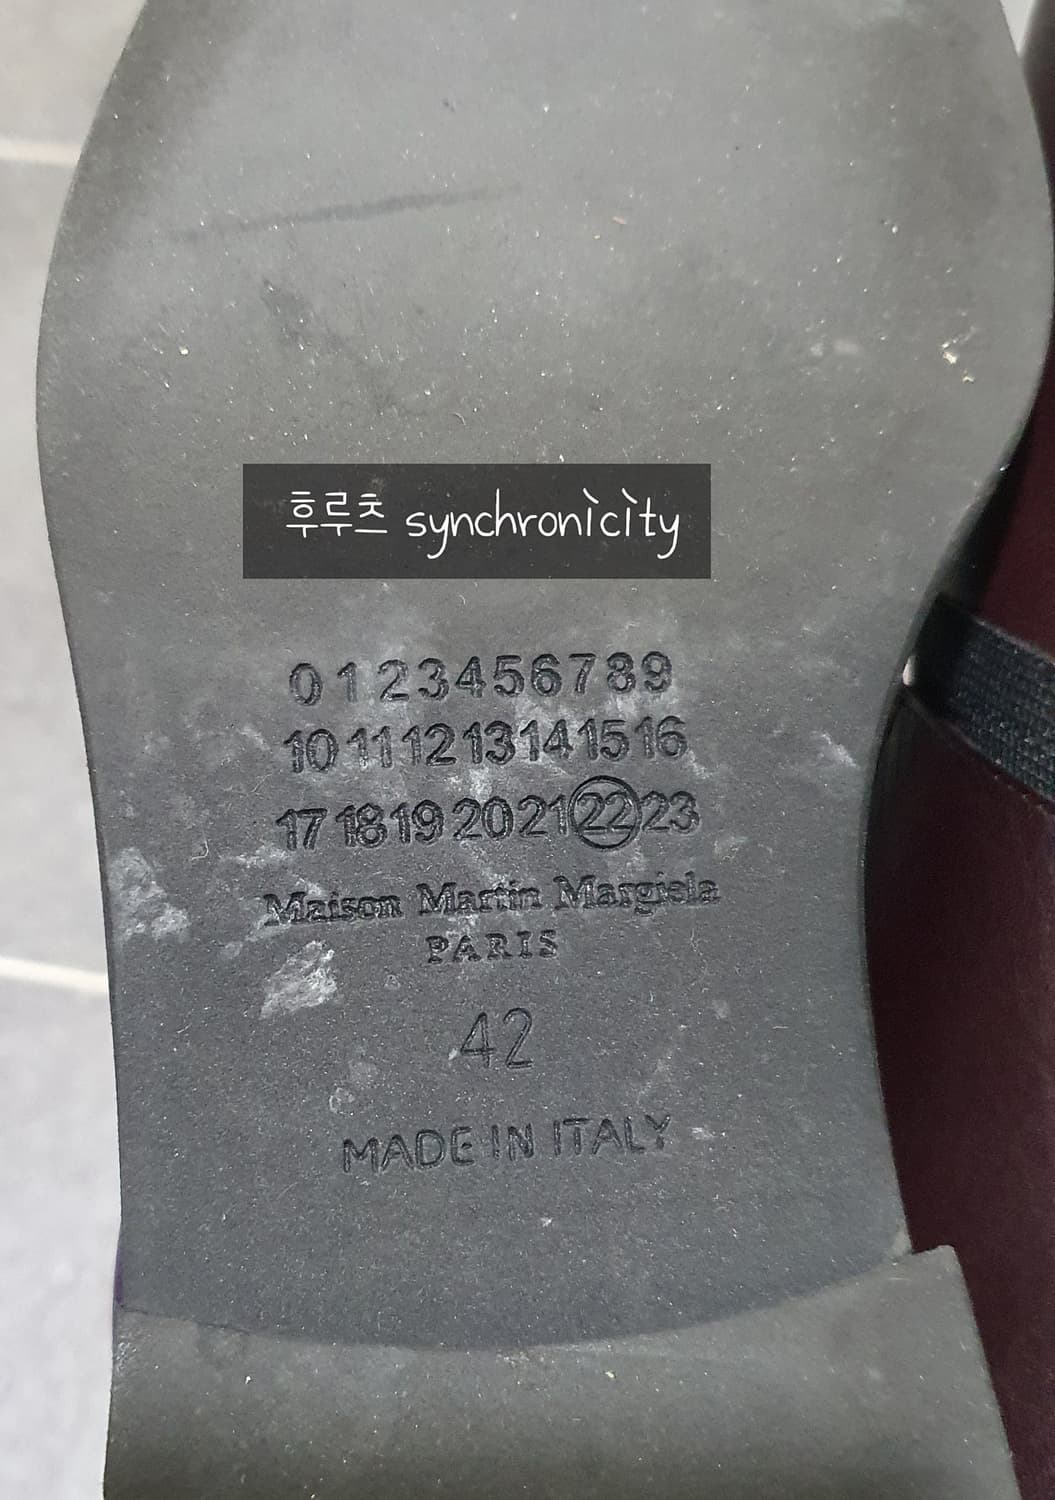 후루츠 synchronicity
0 1 2 3 4 5 6 7 8 9
10 11 12 13 14 15 16
17 18 19 20 21 22 23
Maison Martin Margiela
PARIS
42
MADE IN ITALY